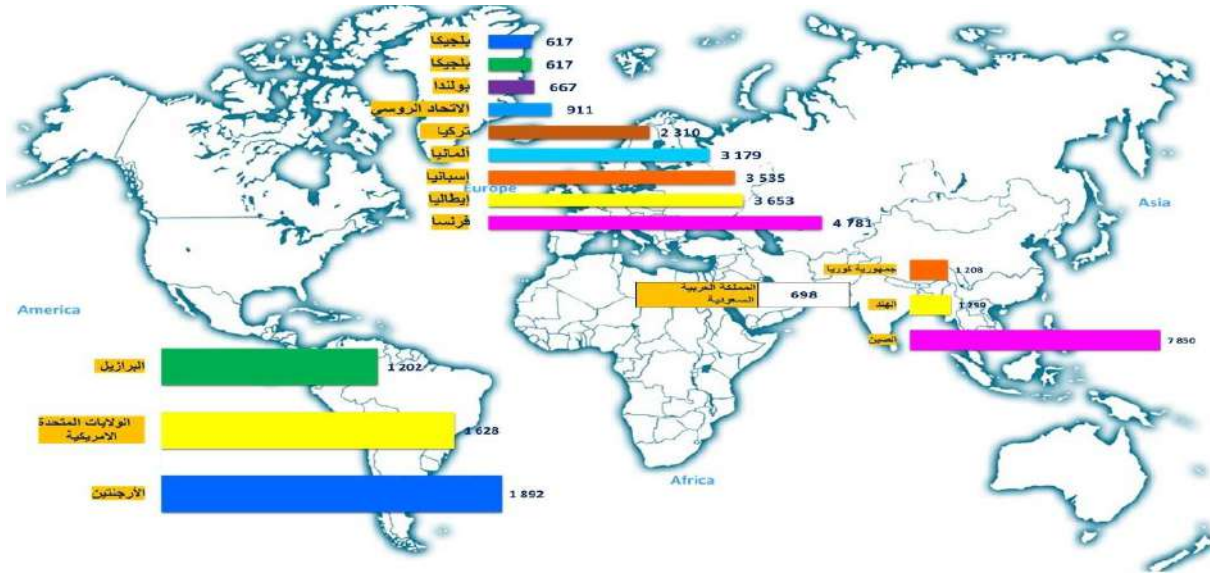 بلجيكا 617
بلجيكا 617
بولندا 667
الاتحاد الروسي 911
تركيا 2 310
ألمانيا 3 179
إسبانيا 3 535
Europe
إيطاليا 3 653
فرنسا 4 781
Asia
جمهورية كوريا 1 208
المملكة العربية
السعودية
698
الهند
America
الصين 7 850
البرازيل 1 202
الولايات المتحدة
الامريكية
1 628
Africa
الأرجنتين 1 892